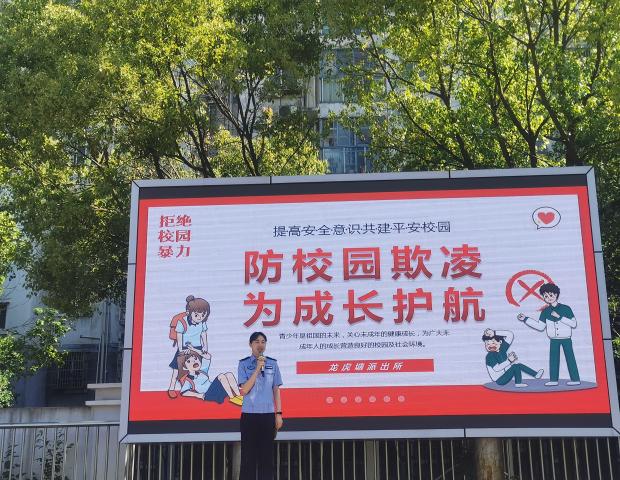 拒绝
校园
暴力
提高·安全·意识·共建·平安·校园
防校园欺凌
为成长护航
青少年是祖国的未来，关心未成年的健康成长，为广大未
成年人的成长营造良好的校园及社会环境。
龙虎塘派出所